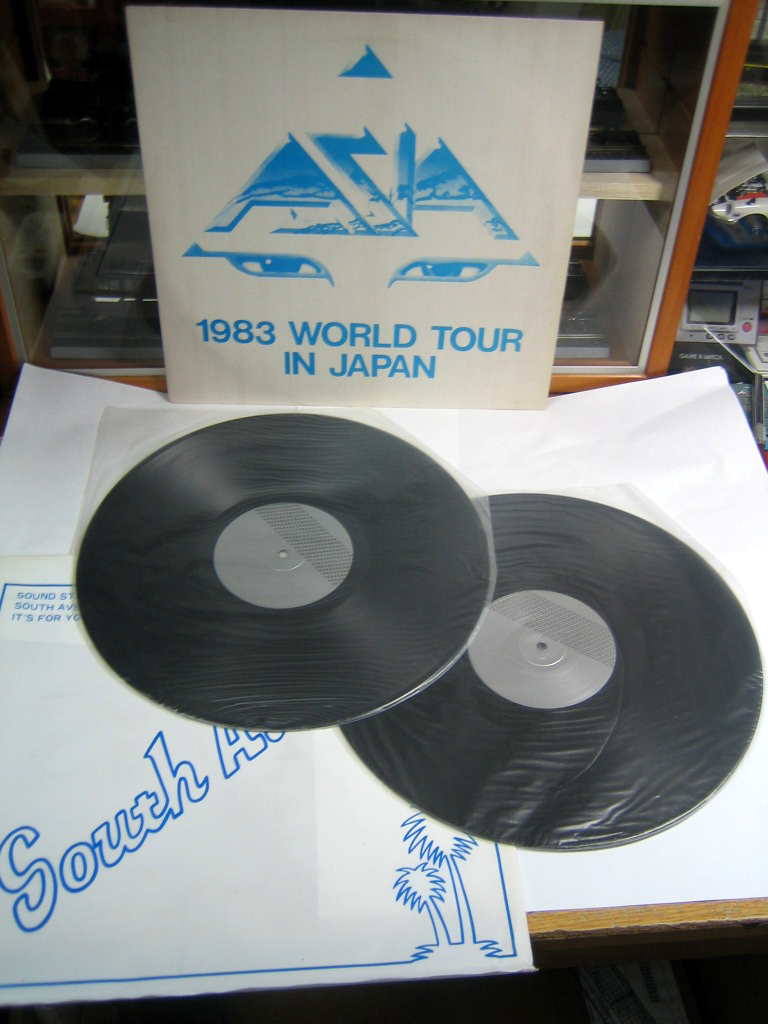 ASIA
1983 WORLD TOUR
IN JAPAN
GAME & WATCH
SOUND ST
SOUTH AVE
IT'S FOR YO
South A